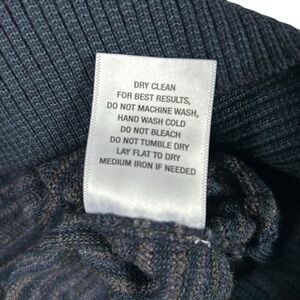 DRY CLEAN
FOR BEST RESULTS,
DO NOT MACHINE WASH,
HAND WASH COLD
DO NOT BLEACH
DO NOT TUMBLE DRY
LAY FLAT TO DRY
MEDIUM IRON IF NEEDED